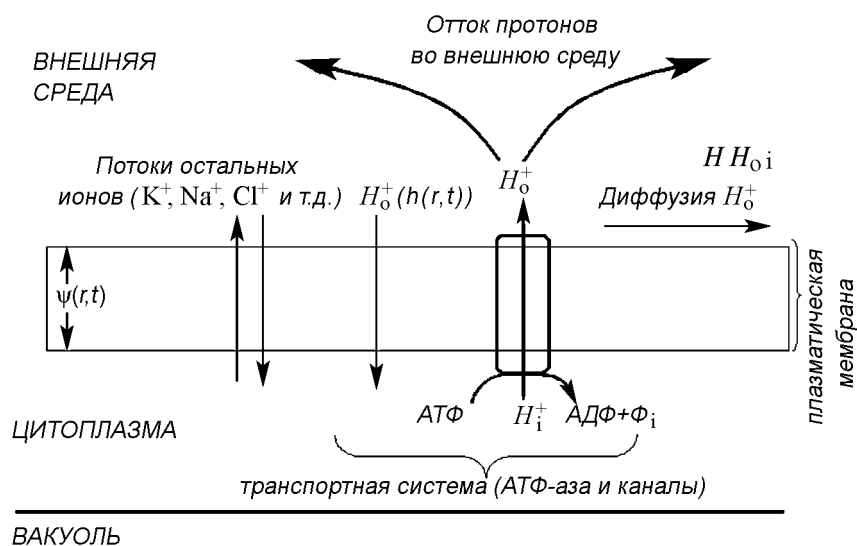 Отток протонов
во внешнюю среду
ВНЕШНЯЯ
СРЕДА
Потоки остальных
ионов (K⁺, Na⁺, Cl⁺ и т.д.)
H₀⁺(h(r,t))
H₀⁺
H H₀ i
Диффузия H₀⁺
ψ(r,t)
плазматическая
мембрана
АТФ
Hᵢ⁺
АДФ+Фᵢ
ЦИТОПЛАЗМА
транспортная система (АТФ-аза и каналы)
ВАКУОЛЬ